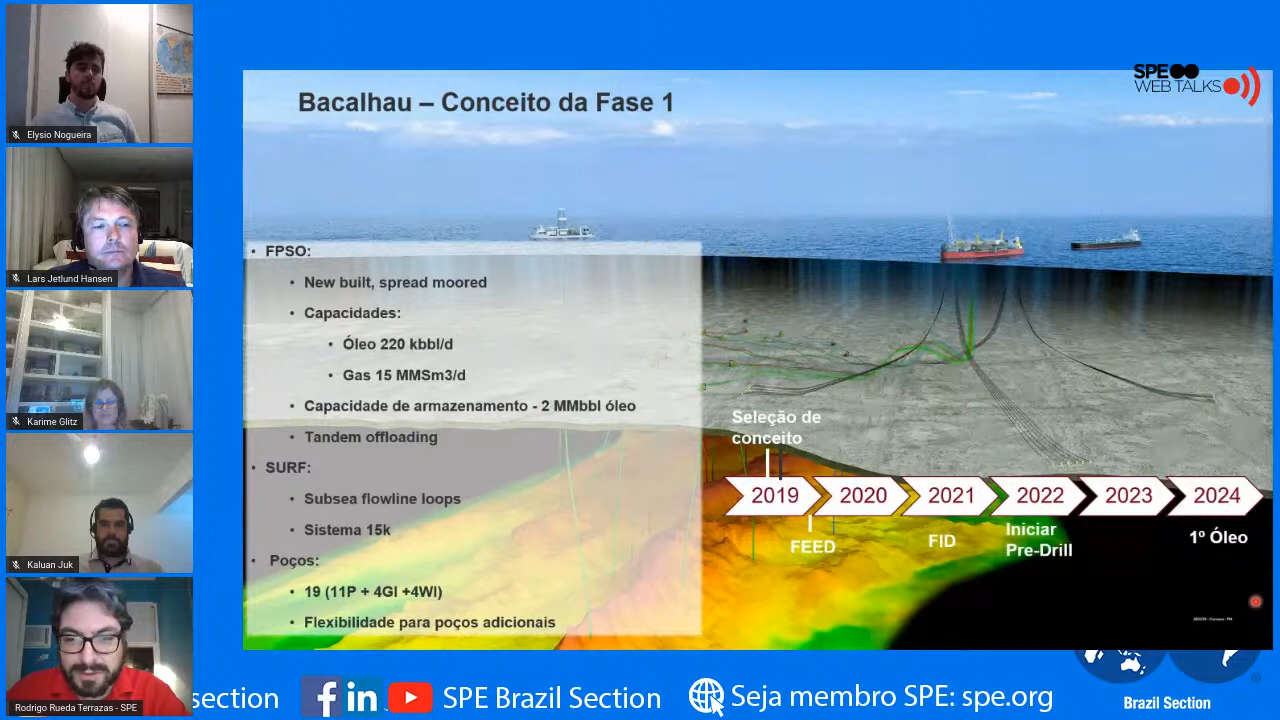 Elysio Nogueira
Lars Jetlund Hansen
Karime Glitz
Kaluan Juk
Rodrigo Rueda Terrazas - SPE
SPE
WEB TALKS
Bacalhau – Conceito da Fase 1
• FPSO:
• New built, spread moored
• Capacidades:
• Óleo 220 kbbl/d
• Gas 15 MMSm3/d
• Capacidade de armazenamento - 2 MMbbl óleo
• Tandem offloading
• SURF:
• Subsea flowline loops
• Sistema 15k
• Poços:
• 19 (11P + 4GI +4WI)
• Flexibilidade para poços adicionais
Seleção de
conceito
2019 2020 2021 2022 2023 2024
FEED
FID
Iniciar
Pre-Drill
1º Óleo
section
SPE Brazil Section
Seja membro SPE: spe.org
Brazil Section